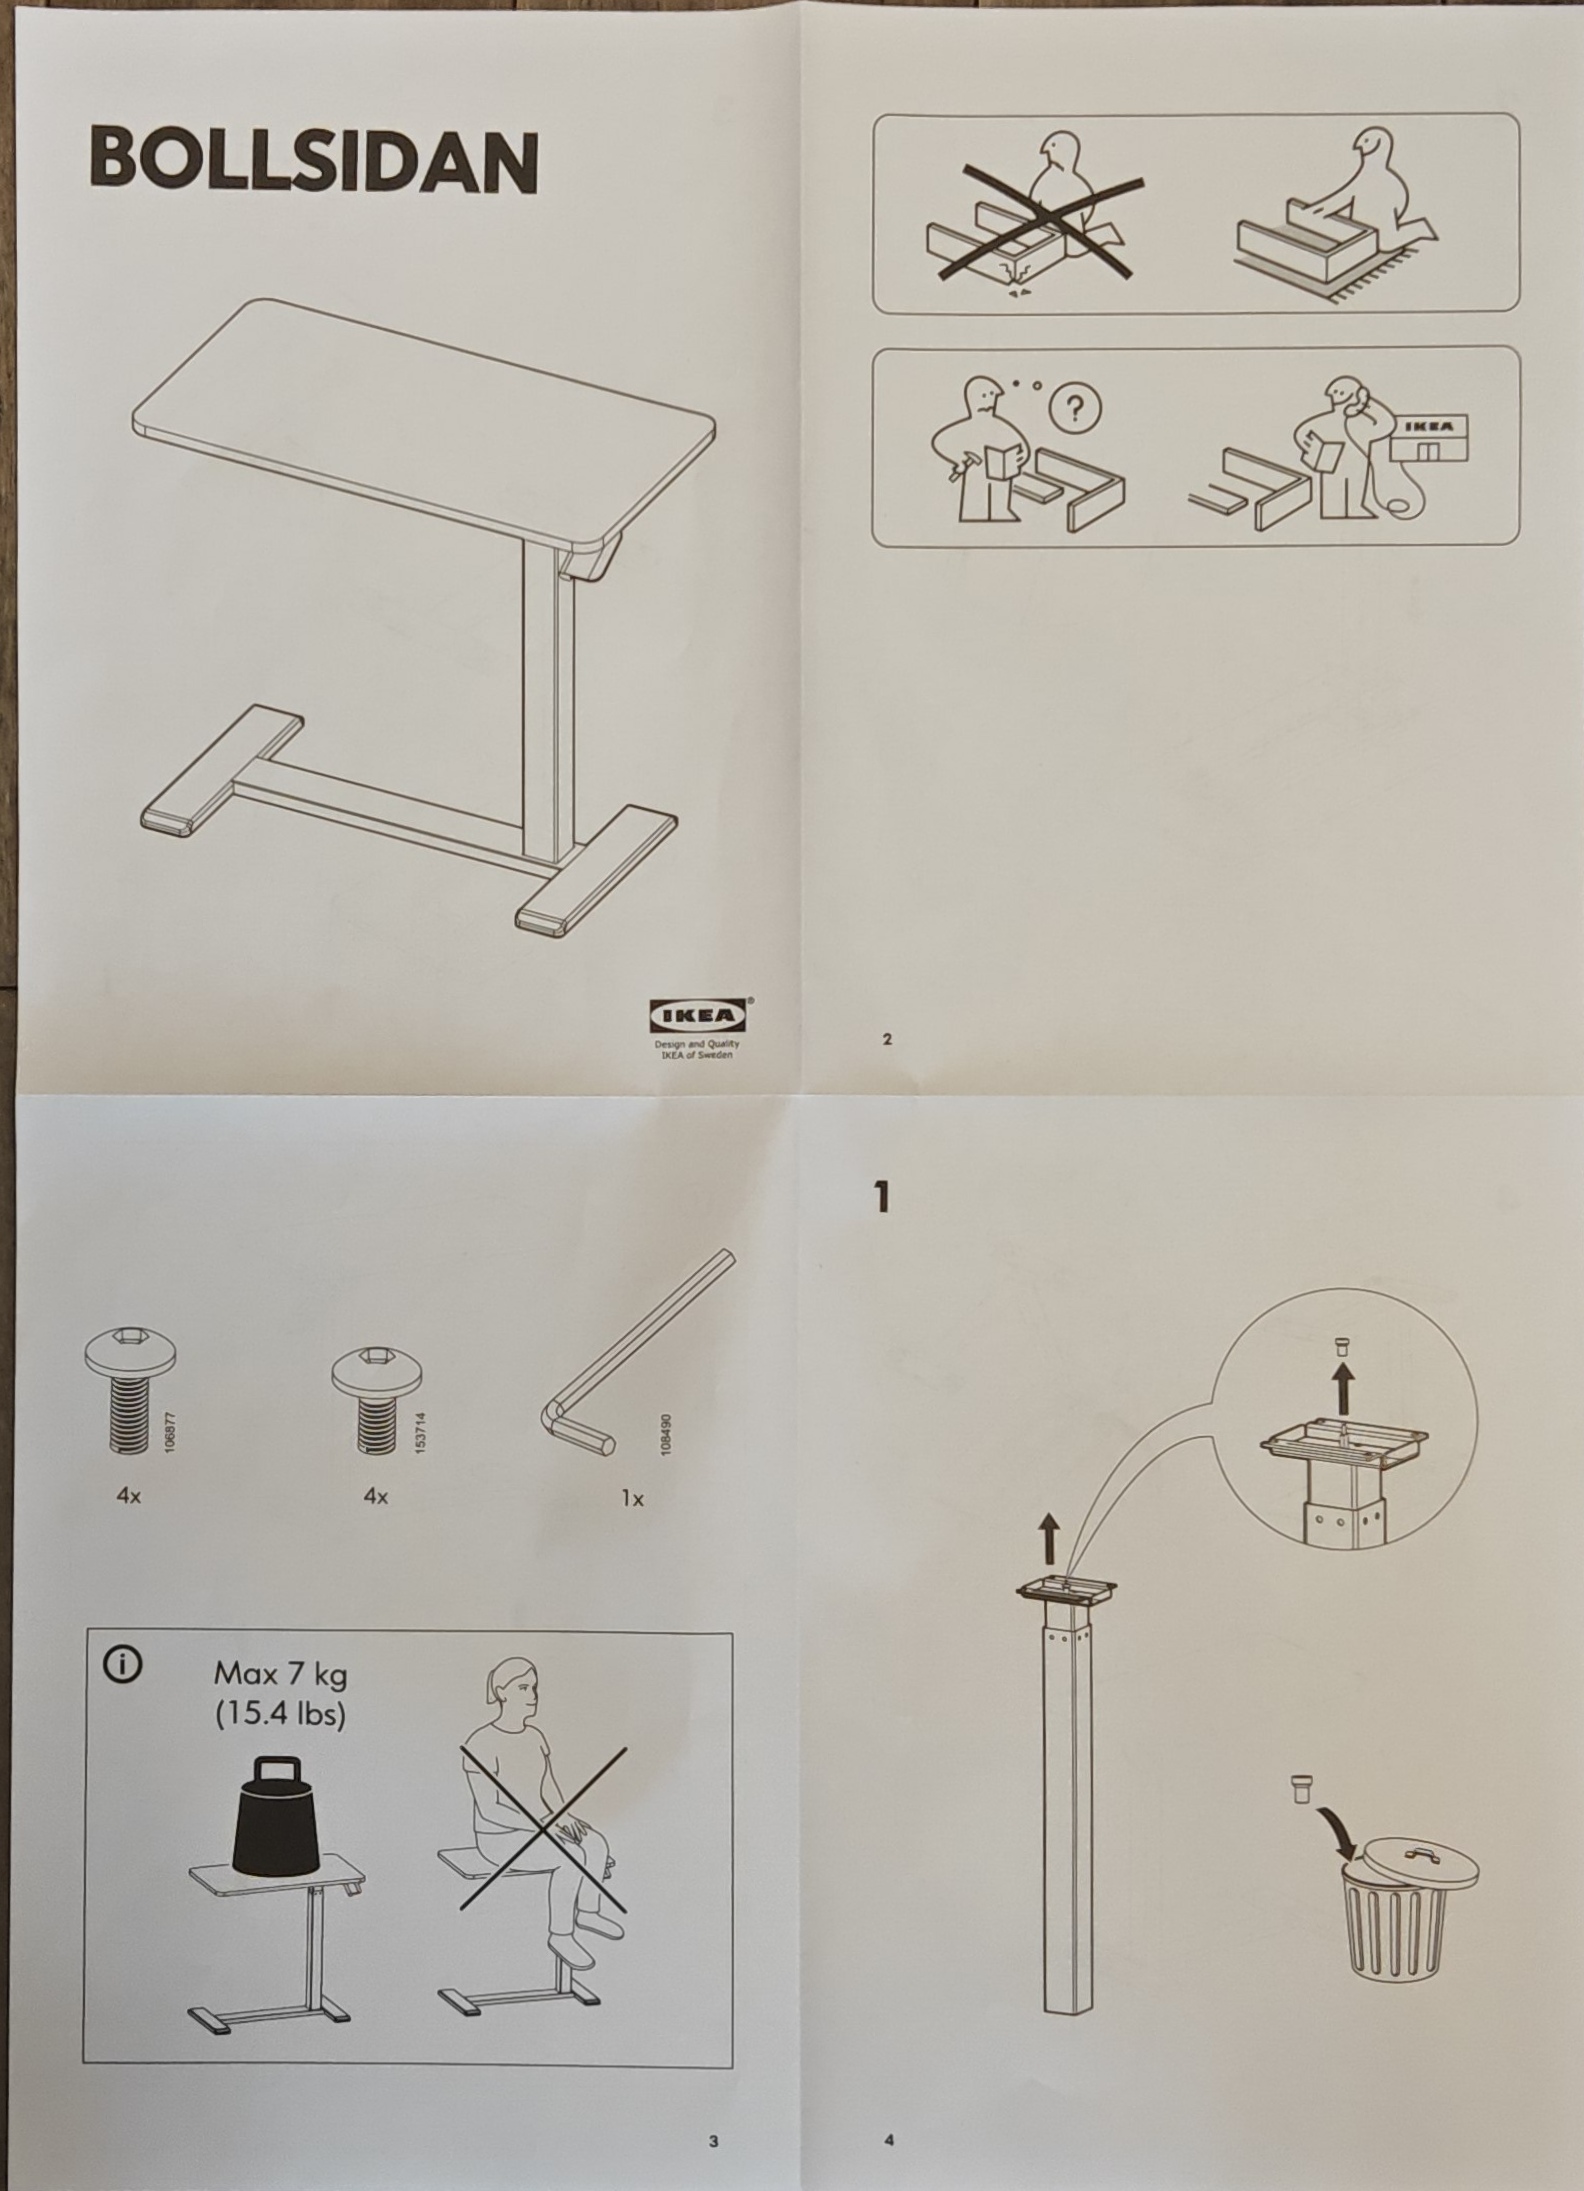 BOLLSIDAN
IKEA®
Design and Quality
IKEA of Sweden
?
IKEA
2
106877
4x
153714
4x
108490
1x
i
Max 7 kg
(15.4 lbs)
3
1
4